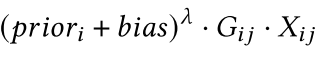 (prior_i + bias)^λ · G_ij · X_ij